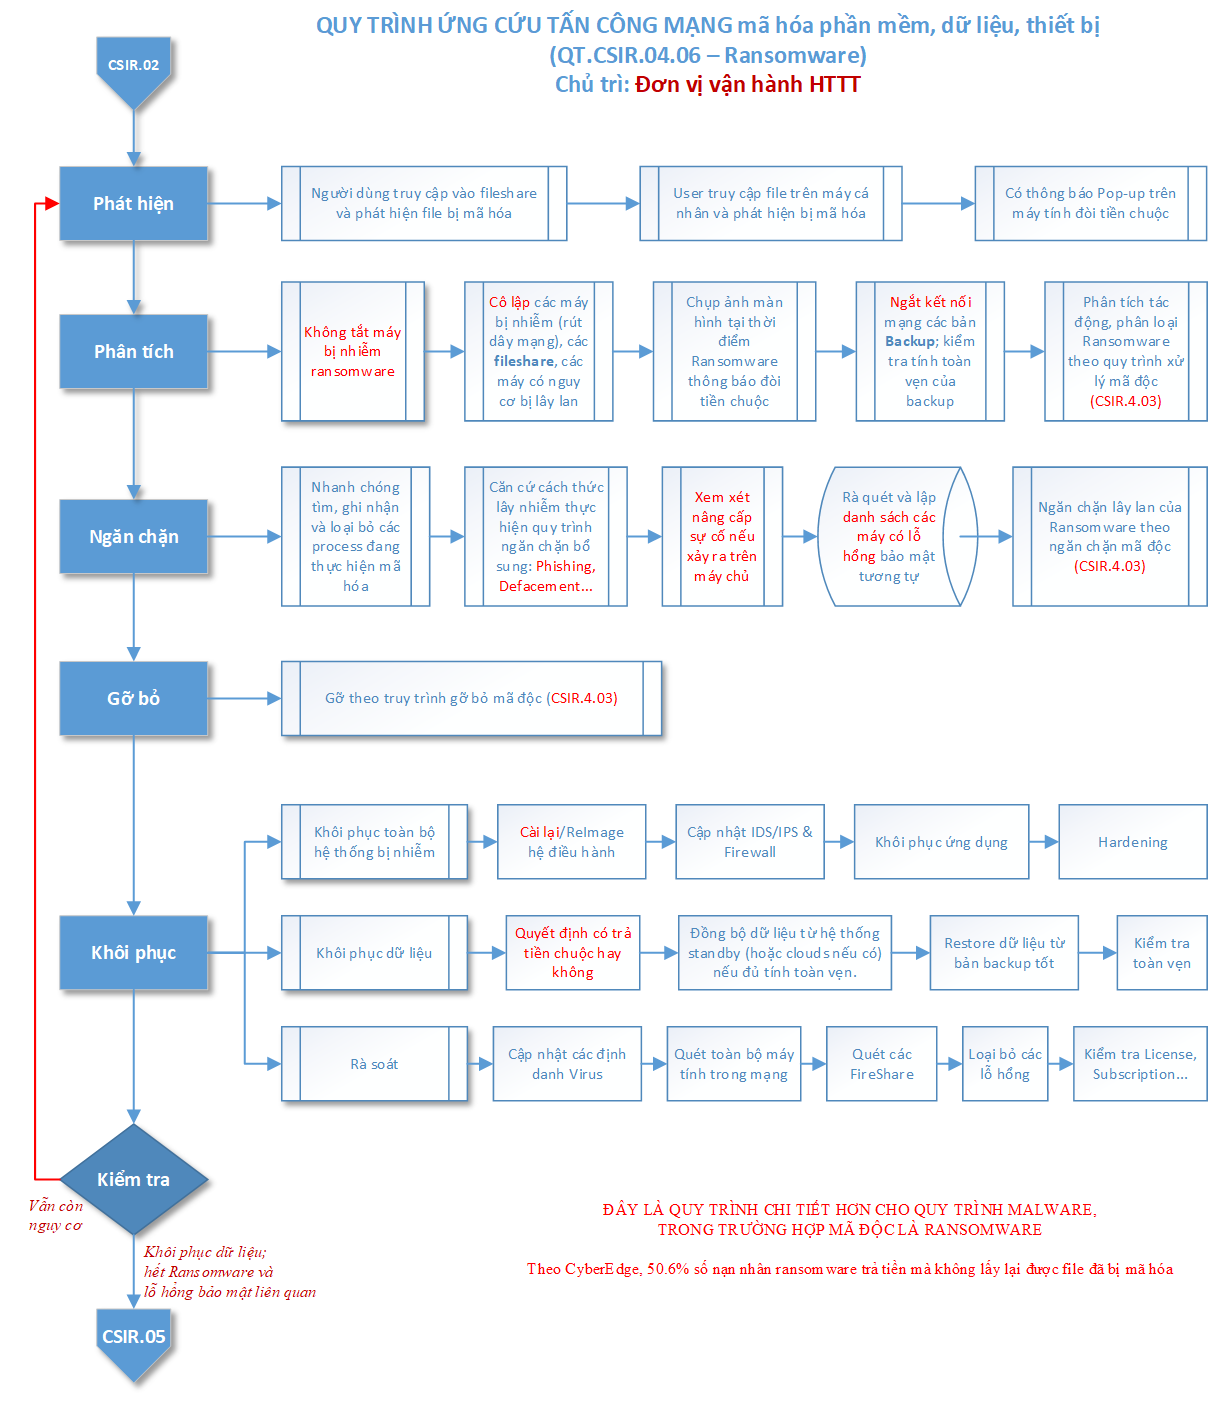 QUY TRÌNH ỨNG CỨU TẤN CÔNG MẠNG mã hóa phần mềm, dữ liệu, thiết bị
(QT.CSIR.04.06 – Ransomware)
Chủ trì: Đơn vị vận hành HTTT
CSIR.02
Phát hiện
Người dùng truy cập vào fileshare
và phát hiện file bị mã hóa
User truy cập file trên máy cá
nhân và phát hiện bị mã hóa
Có thông báo Pop-up trên
máy tính đòi tiền chuộc
Phân tích
Không tắt máy
bị nhiễm
ransomware
Cô lập các máy
bị nhiễm (rút
dây mạng), các
fileshare, các
máy có nguy
cơ bị lây lan
Chụp ảnh màn
hình tại thời
điểm
Ransomware
thông báo đòi
tiền chuộc
Ngắt kết nối
mạng các bản
Backup; kiểm
tra tính toàn
vẹn của
backup
Phân tích tác
động, phân loại
Ransomware
theo quy trình xử
lý mã độc
(CSIR.4.03)
Ngăn chặn
Nhanh chóng
tìm, ghi nhận
và loại bỏ các
process đang
thực hiện mã
hóa
Căn cứ cách thức
lây nhiễm thực
hiện quy trình
ngăn chặn bổ
sung: Phishing,
Defacement...
Xem xét
nâng cấp
sự cố nếu
xảy ra trên
máy chủ
Rà quét và lập
danh sách các
máy có lỗ
hổng bảo mật
tương tự
Ngăn chặn lây lan của
Ransomware theo
ngăn chặn mã độc
(CSIR.4.03)
Gỡ bỏ
Gỡ theo truy trình gỡ bỏ mã độc (CSIR.4.03)
Khôi phục toàn bộ
hệ thống bị nhiễm
Cài lại/ReImage
hệ điều hành
Cập nhật IDS/IPS &
Firewall
Khôi phục ứng dụng
Hardening
Khôi phục
Khôi phục dữ liệu
Quyết định có trả
tiền chuộc hay
không
Đồng bộ dữ liệu từ hệ thống
standby (hoặc clouds nếu có)
nếu đủ tính toàn vẹn.
Restore dữ liệu từ
bản backup tốt
Kiểm tra
toàn vẹn
Rà soát
Cập nhật các định
danh Virus
Quét toàn bộ máy
tính trong mạng
Quét các
FireShare
Loại bỏ các
lỗ hổng
Kiểm tra License,
Subscription...
Kiểm tra
Vẫn còn
nguy cơ
Khôi phục dữ liệu;
hết Ransomware và
lỗ hổng bảo mật liên quan
CSIR.05
ĐÂY LÀ QUY TRÌNH CHI TIẾT HƠN CHO QUY TRÌNH MALWARE,
TRONG TRƯỜNG HỢP MÃ ĐỘC LÀ RANSOMWARE
Theo CyberEdge, 50.6% số nạn nhân ransomware trả tiền mà không lấy lại được file đã bị mã hóa